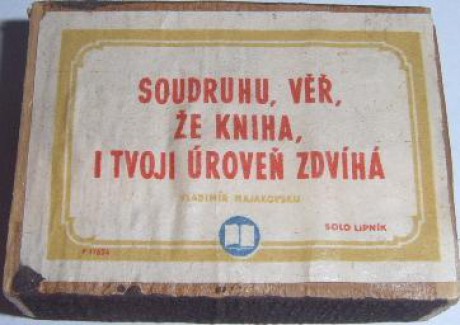 SOUDRUHU, VĚŘ,
ŽE KNIHA,
I TVOJI ÚROVEŇ ZDVÍHÁ
VLADIMÍR MAJAKOVSKIJ
SOLO LIPNÍK